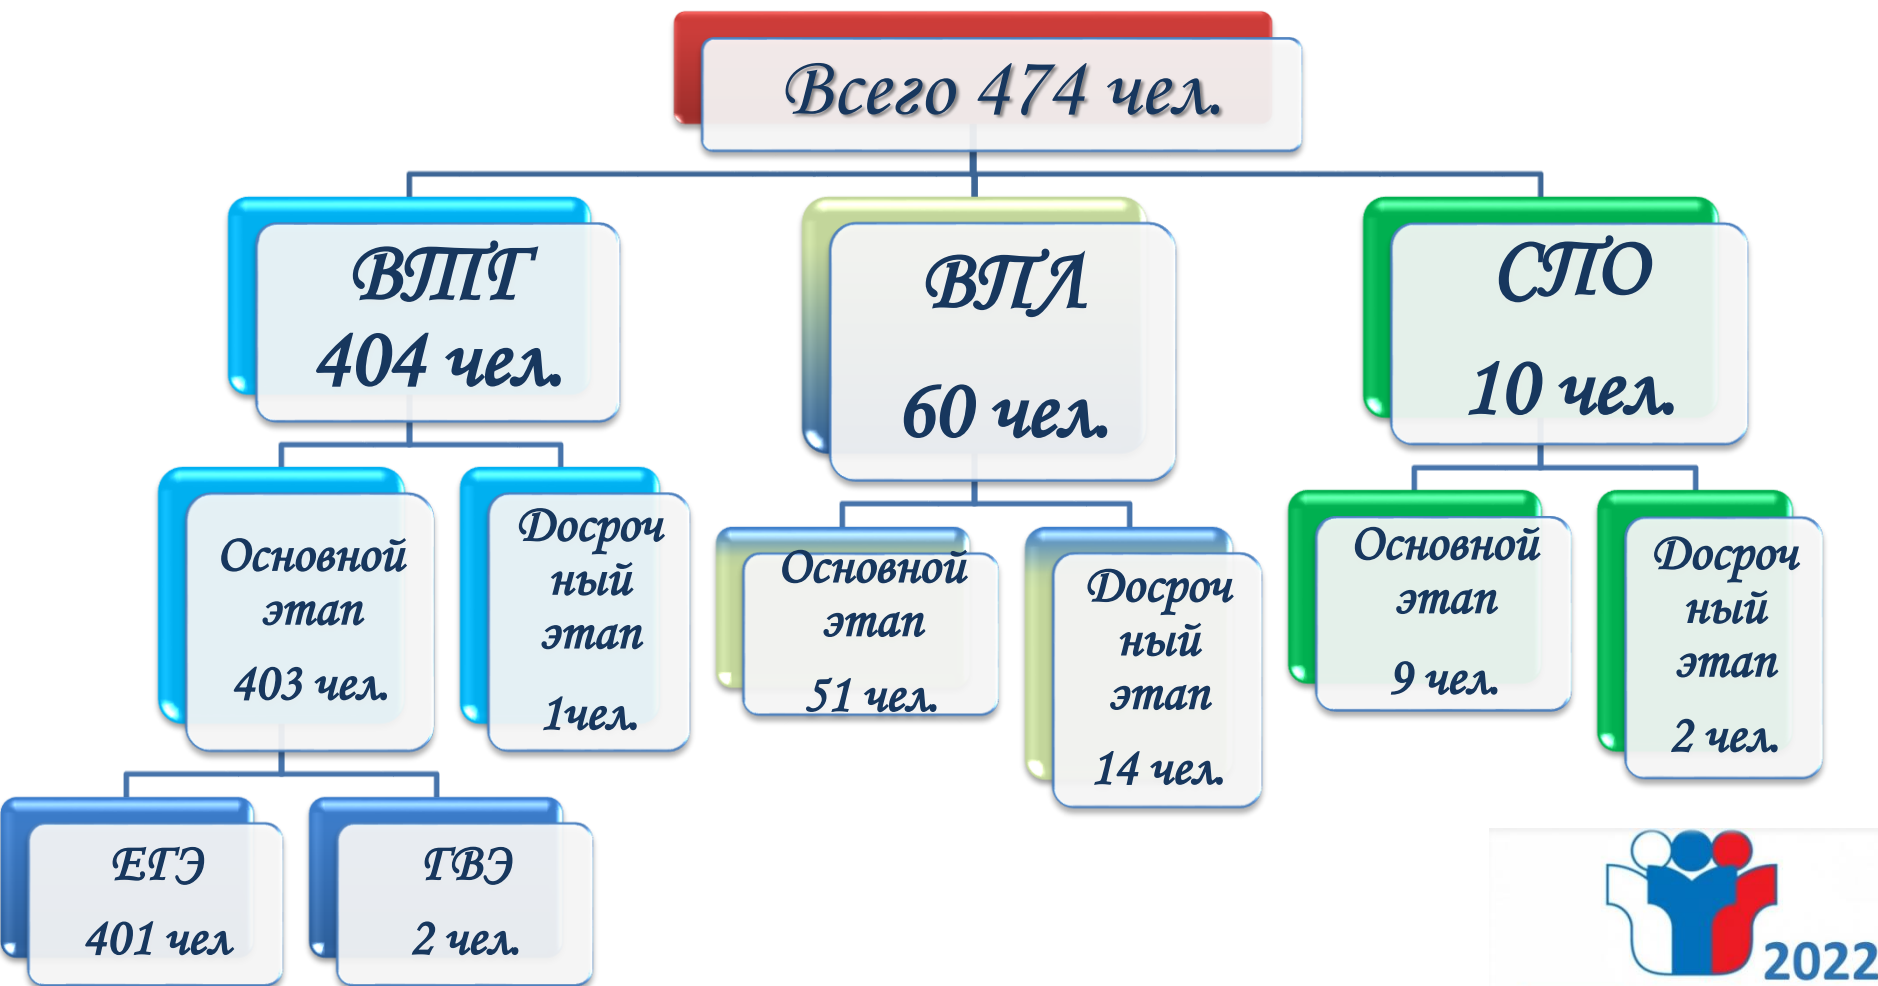 Всего 474 чел.
ВТГ
404 чел.
ВПЛ
60 чел.
СПО
10 чел.
Основной
этап
403 чел.
Досроч
ный
этап
1чел.
Основной
этап
51 чел.
Досроч
ный
этап
14 чел.
Основной
этап
9 чел.
Досроч
ный
этап
2 чел.
ЕГЭ
401 чел
ГВЭ
2 чел.
2022